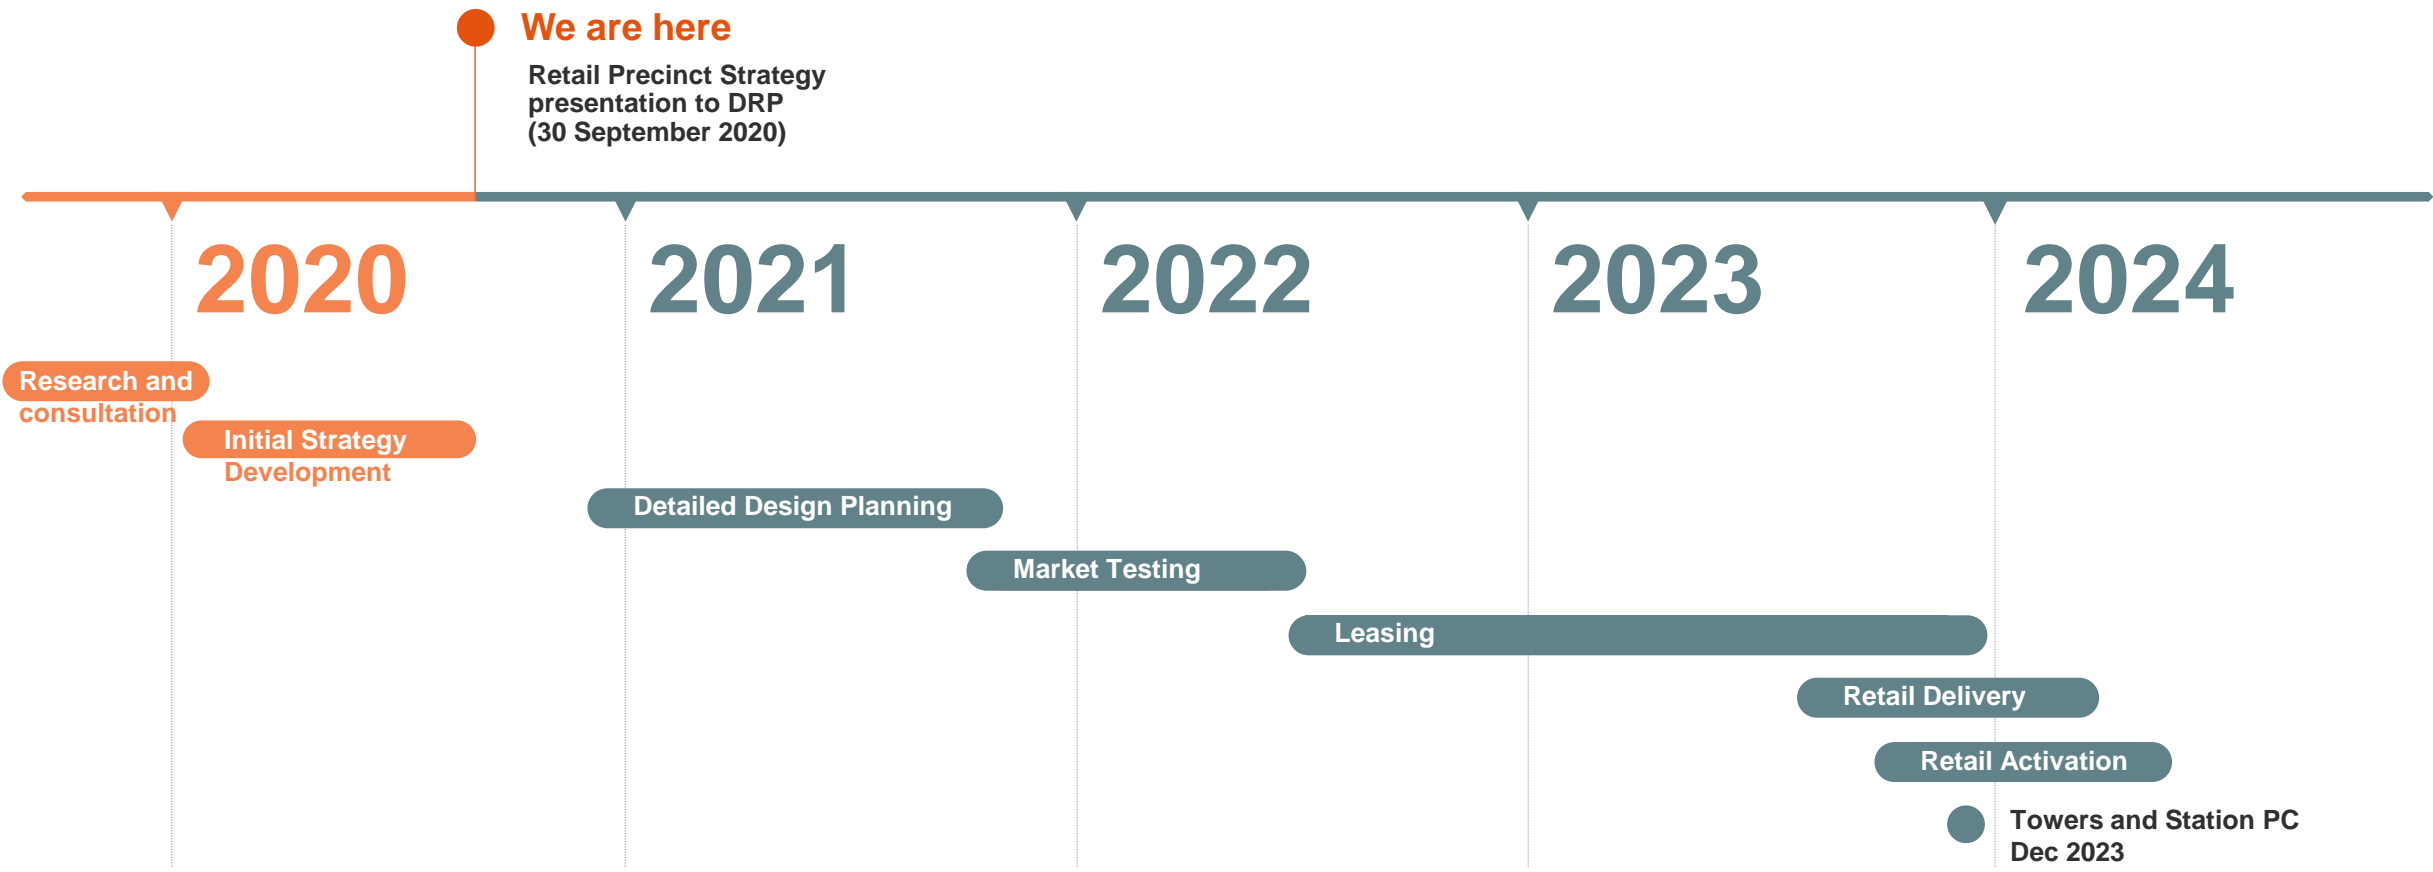 We are here
Retail Precinct Strategy
presentation to DRP
(30 September 2020)
2020
2021
2022
2023
2024
Research and
consultation
Initial Strategy
Development
Detailed Design Planning
Market Testing
Leasing
Retail Delivery
Retail Activation
Towers and Station PC
Dec 2023